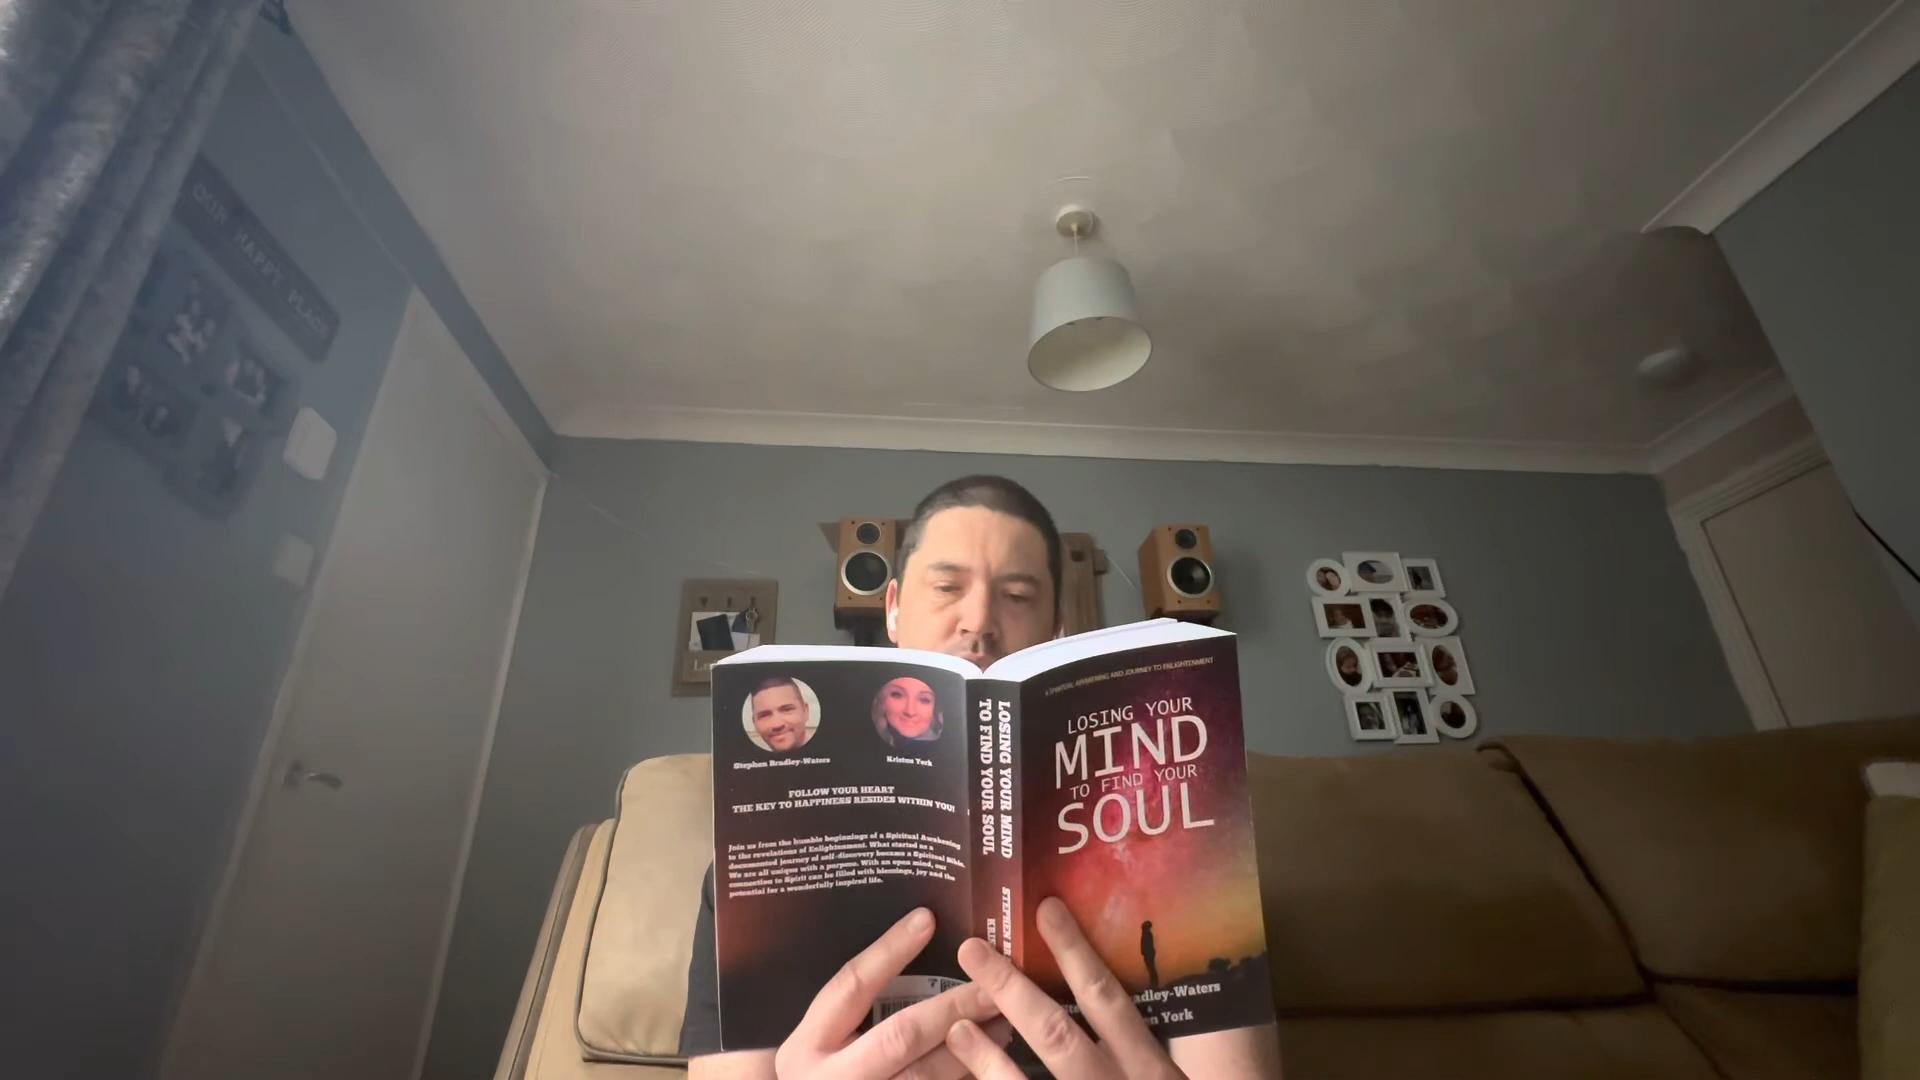 OUR HAPPY PLACE
Stephen Bradley-Waters
FOLLOW YOUR HEART
THE KEY TO HAPPINESS RESIDES WITHIN YOU!
Join us from the humble beginnings of a Spiritual Awakening
to the revelations of Enlightenment. What started as a
documented journey of self-discovery became a Spiritual Bible.
We are all unique with a purpose. With an open mind, our
connection to Spirit can be filled with blessings, joy and the
potential for a wonderfully inspired life.
LOSING YOUR MIND
TO FIND YOUR SOUL
STEPHEN
A SPIRITUAL AWAKENING AND JOURNEY TO ENLIGHTENMENT
LOSING YOUR
MIND
TO FIND YOUR
SOUL
adley-Waters
York